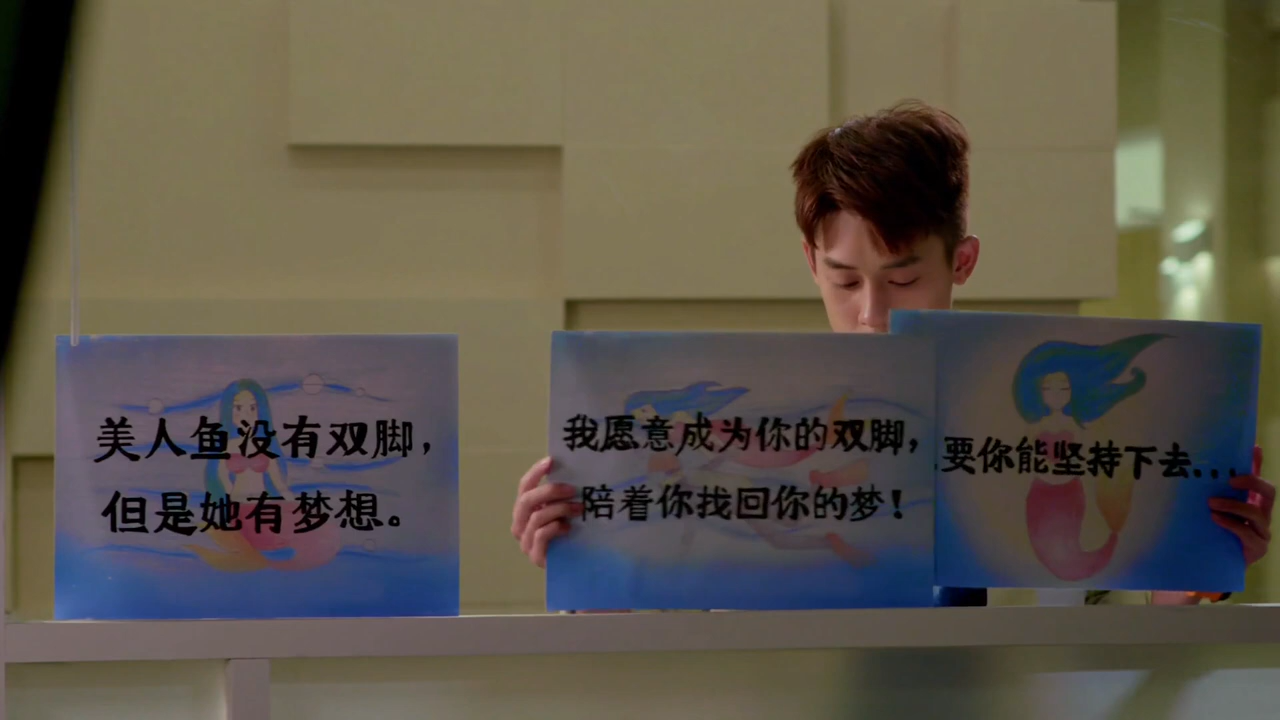 美人鱼没有双脚，
但是她有梦想。
我愿意成为你的双脚，
陪着你找回你的梦！
要你能坚持下去...